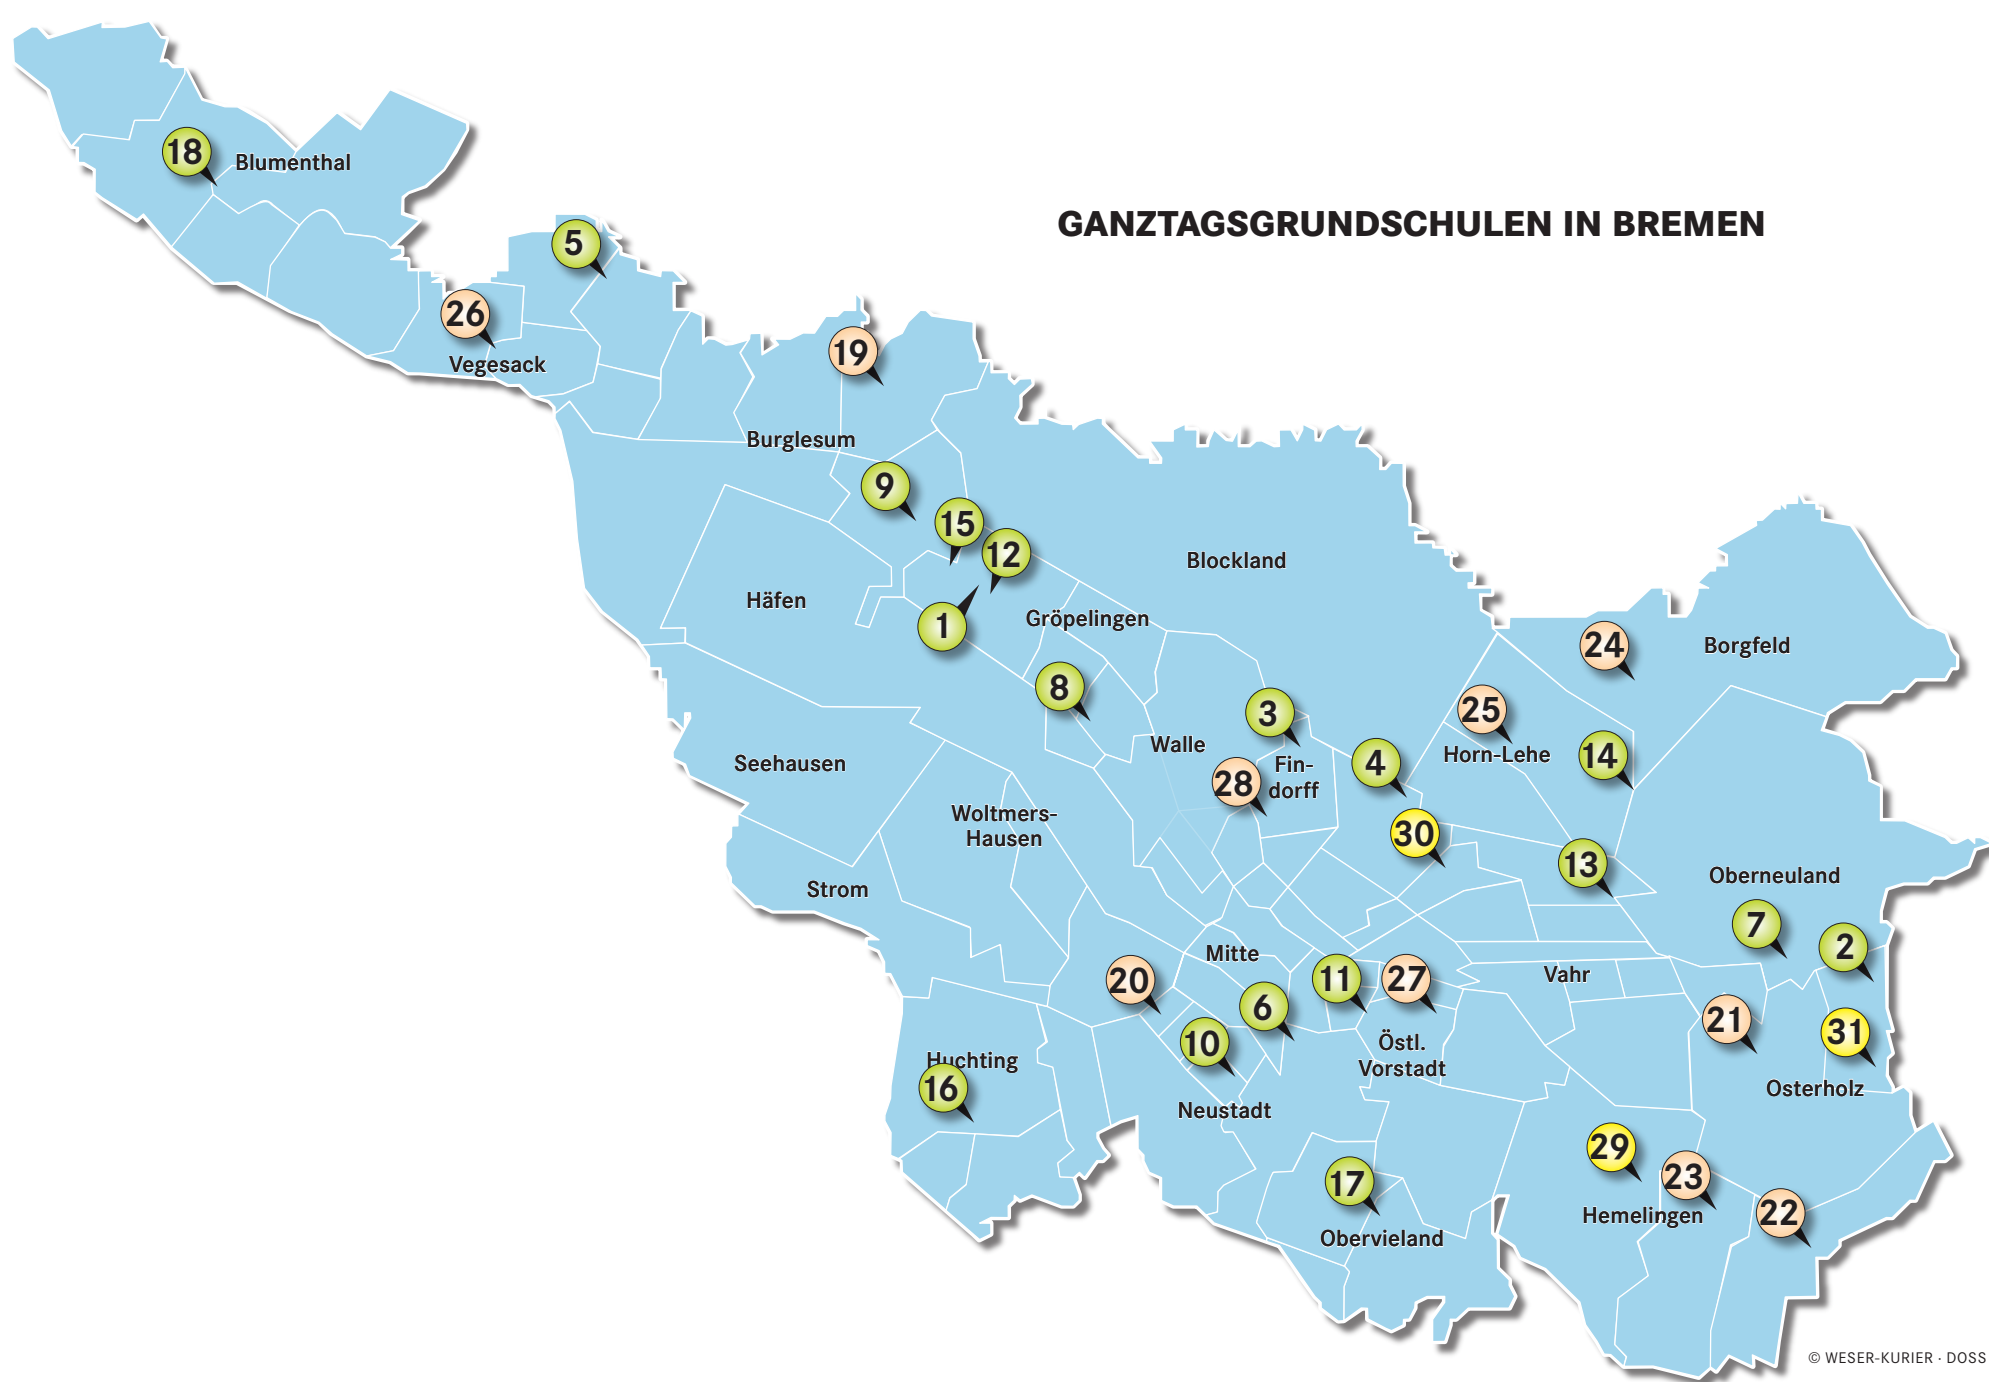 18
Blumenthal
5
GANZTAGSGRUNDSCHULEN IN BREMEN
26
Vegesack
19
Burglesum
9
15
12
Blockland
Häfen
1
Gröpelingen
24
Borgfeld
8
3
25
Walle
Horn-Lehe
14
Seehausen
4
Fin-
dorff
28
Woltmers-
Hausen
30
13
Strom
Oberneuland
7
2
Mitte
20
11
27
Vahr
6
21
31
10
Östl.
Vorstadt
Huchting
16
Osterholz
Neustadt
29
23
17
22
Hemelingen
Obervieland
© WESER-KURIER · DOSS